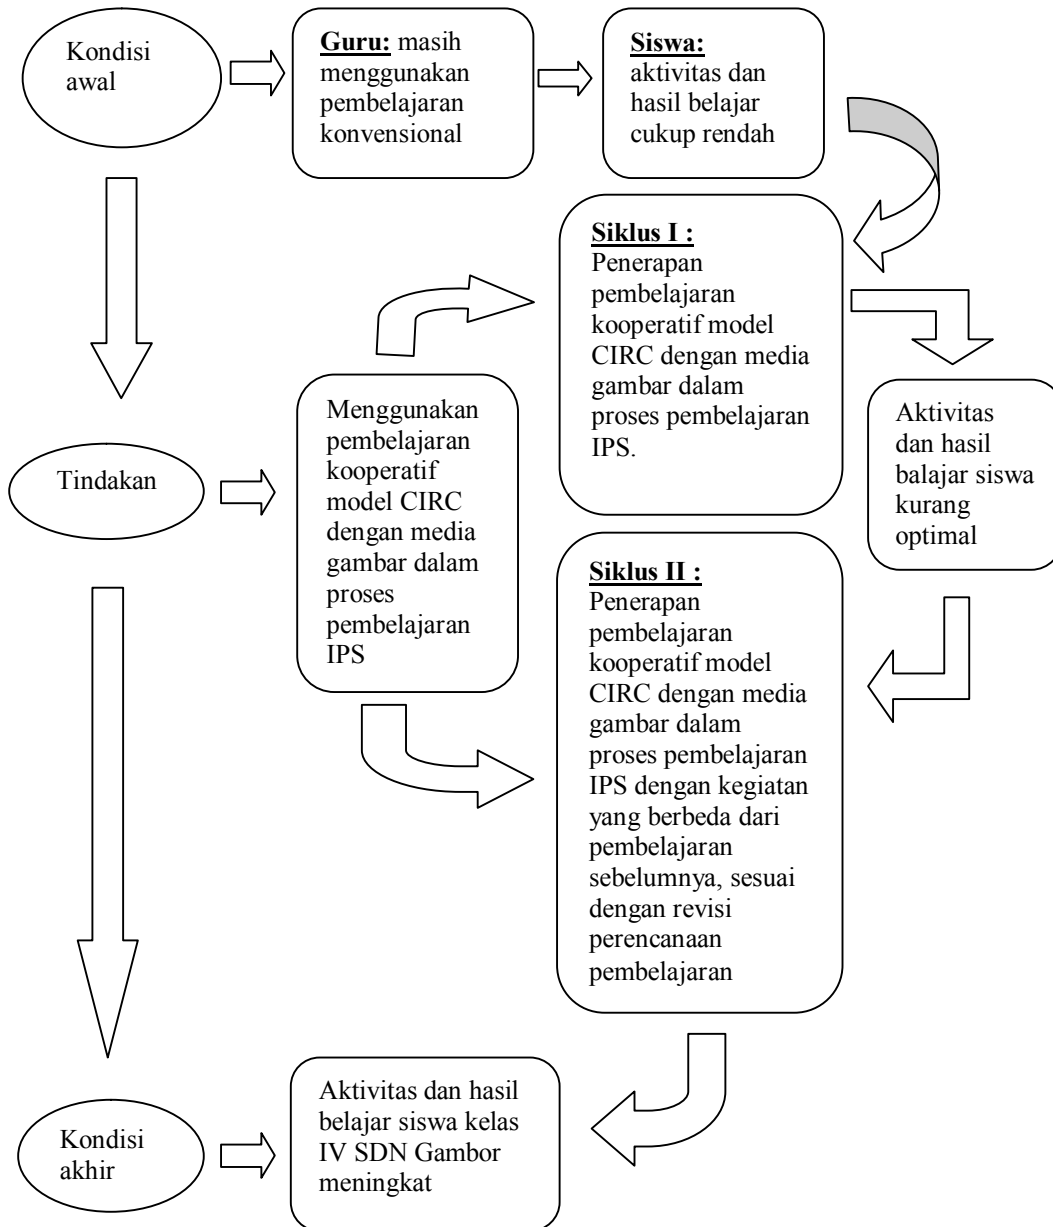 Kondisi
awal
Guru: masih
menggunakan
pembelajaran
konvensional
Siswa:
aktivitas dan
hasil belajar
cukup rendah
Siklus I :
Penerapan
pembelajaran
kooperatif model
CIRC dengan media
gambar dalam
proses pembelajaran
IPS.
Tindakan
Menggunakan
pembelajaran
kooperatif
model CIRC
dengan media
gambar dalam
proses
pembelajaran
IPS
Aktivitas
dan hasil
balajar siswa
kurang
optimal
Siklus II :
Penerapan
pembelajaran
kooperatif model
CIRC dengan media
gambar dalam
proses pembelajaran
IPS dengan kegiatan
yang berbeda dari
pembelajaran
sebelumnya, sesuai
dengan revisi
perencanaan
pembelajaran
Kondisi
akhir
Aktivitas dan hasil
belajar siswa kelas
IV SDN Gambor
meningkat